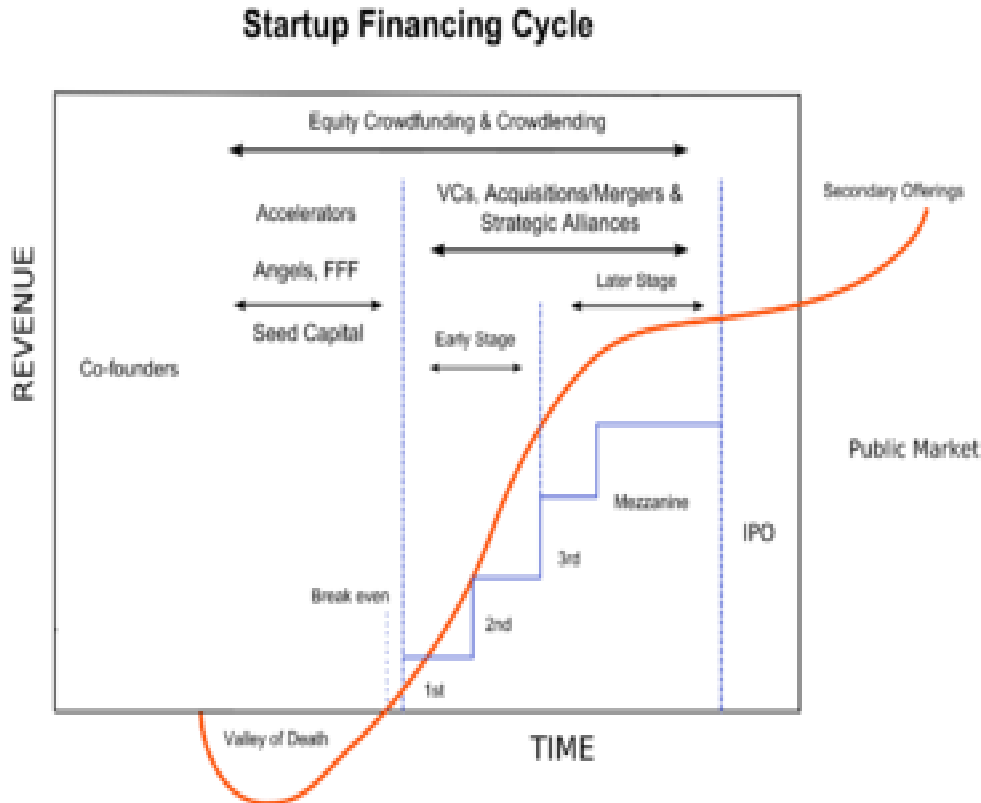 Startup Financing Cycle
Equity Crowdfunding & Crowdlending
VCs, Acquisitions/Mergers &
Strategic Alliances
Secondary Offerings
Accelerators
Angels, FFF
Later Stage
Seed Capital
Early Stage
Co-founders
REVENUE
Public Market
Mezzanine
IPO
3rd
Break even
2nd
1st
Valley of Death
TIME